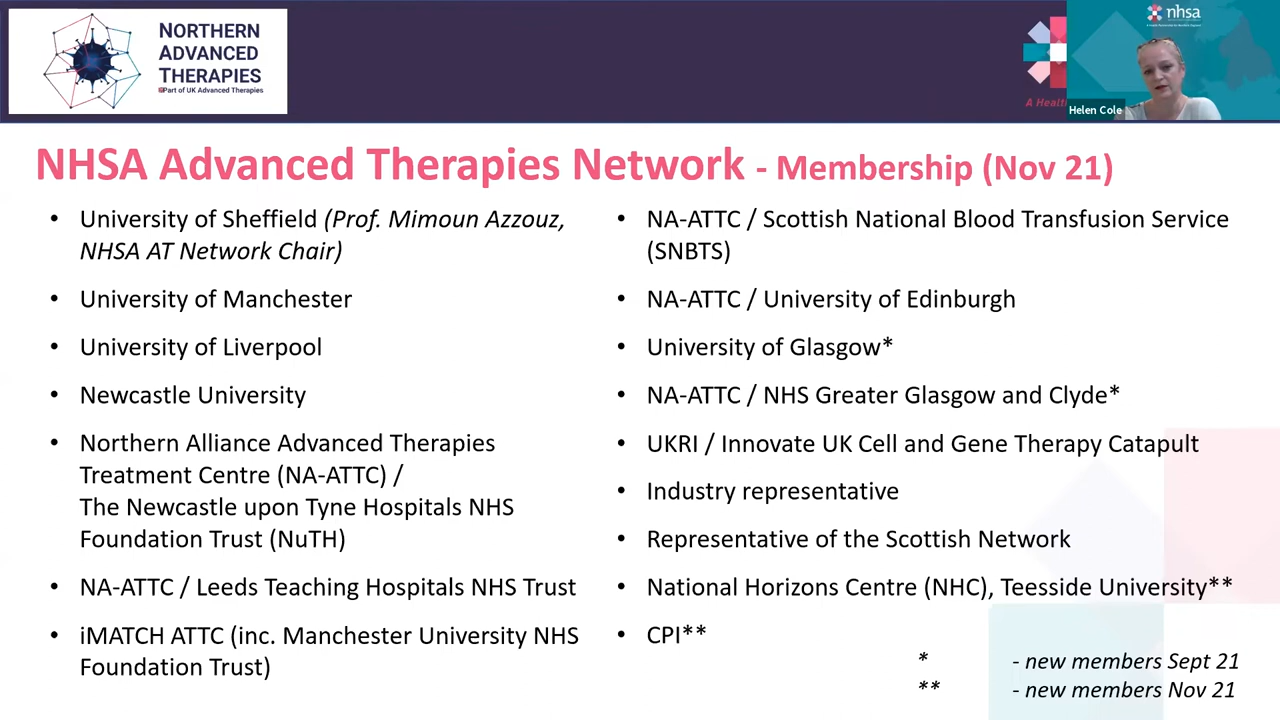 NORTHERN
ADVANCED
THERAPIES
Part of UK Advanced Therapies
nhsa
A Healt
Helen Cole
NHSA Advanced Therapies Network - Membership (Nov 21)
• University of Sheffield (Prof. Mimoun Azzouz,
NHSA AT Network Chair)
• University of Manchester
• University of Liverpool
• Newcastle University
• Northern Alliance Advanced Therapies
Treatment Centre (NA-ATTC) /
The Newcastle upon Tyne Hospitals NHS
Foundation Trust (NuTH)
• NA-ATTC / Leeds Teaching Hospitals NHS Trust
• iMATCH ATTC (inc. Manchester University NHS
Foundation Trust)
• NA-ATTC / Scottish National Blood Transfusion Service
(SNBTS)
• NA-ATTC / University of Edinburgh
• University of Glasgow*
• NA-ATTC / NHS Greater Glasgow and Clyde*
• UKRI / Innovate UK Cell and Gene Therapy Catapult
• Industry representative
• Representative of the Scottish Network
• National Horizons Centre (NHC), Teesside University**
• CPI**
* - new members Sept 21
** - new members Nov 21